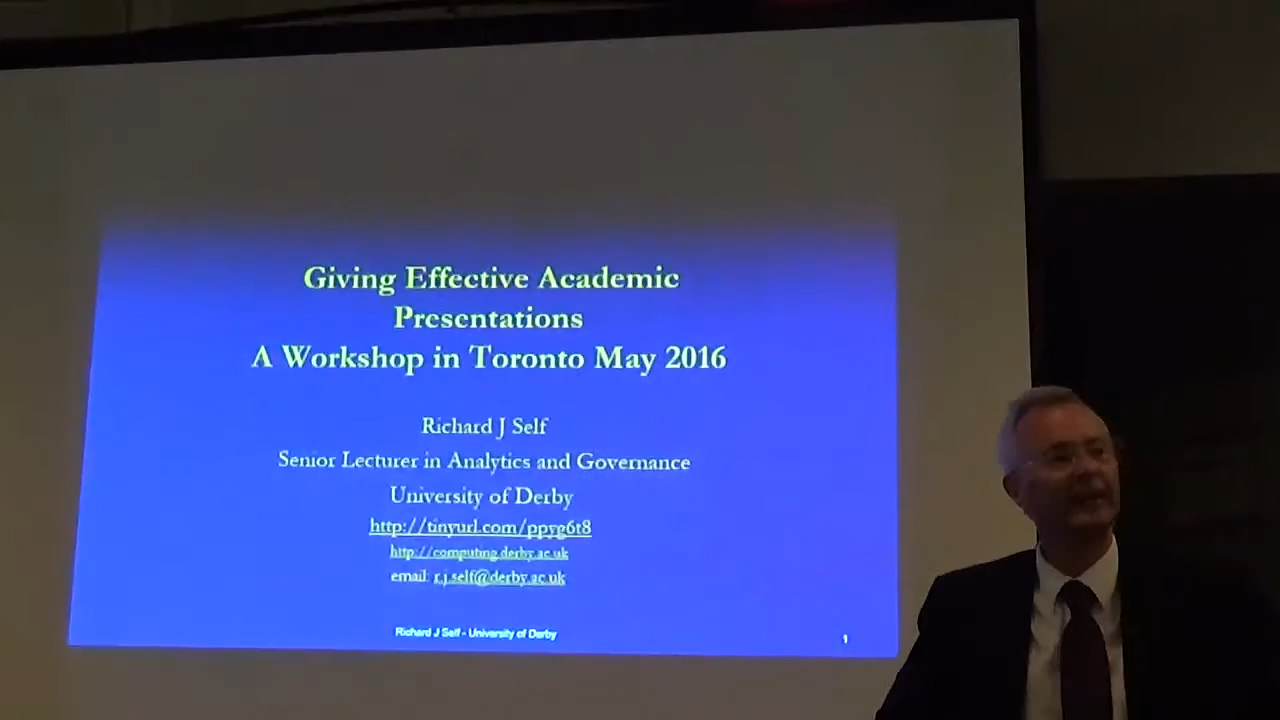 Giving Effective Academic
Presentations
A Workshop in Toronto May 2016
Richard J Self
Senior Lecturer in Analytics and Governance
University of Derby
http://tinyurl.com/ppyg6t8
http://computing.derby.ac.uk
email: r.j.self@derby.ac.uk
Richard J Self - University of Derby
1